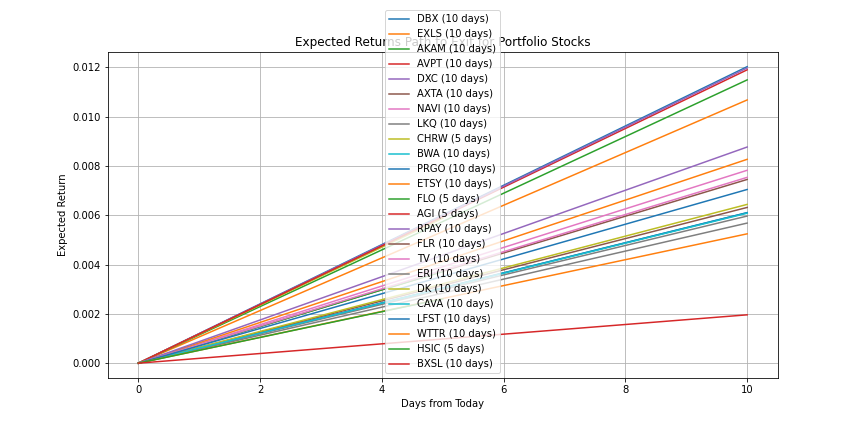 Expected Returns Path to Exit for Portfolio Stocks
DBX (10 days)
EXLS (10 days)
AKAM (10 days)
AVPT (10 days)
DXC (10 days)
AXTA (10 days)
NAVI (10 days)
LKQ (10 days)
CHRW (5 days)
BWA (10 days)
PRGO (10 days)
ETSY (10 days)
FLO (5 days)
AGI (5 days)
RPAY (10 days)
FLR (10 days)
TV (10 days)
ERJ (10 days)
DK (10 days)
CAVA (10 days)
LFST (10 days)
WTTR (10 days)
HSIC (5 days)
BXSL (10 days)
Expected Return
0.012
0.010
0.008
0.006
0.004
0.002
0.000
0 2 4 6 8 10
Days from Today